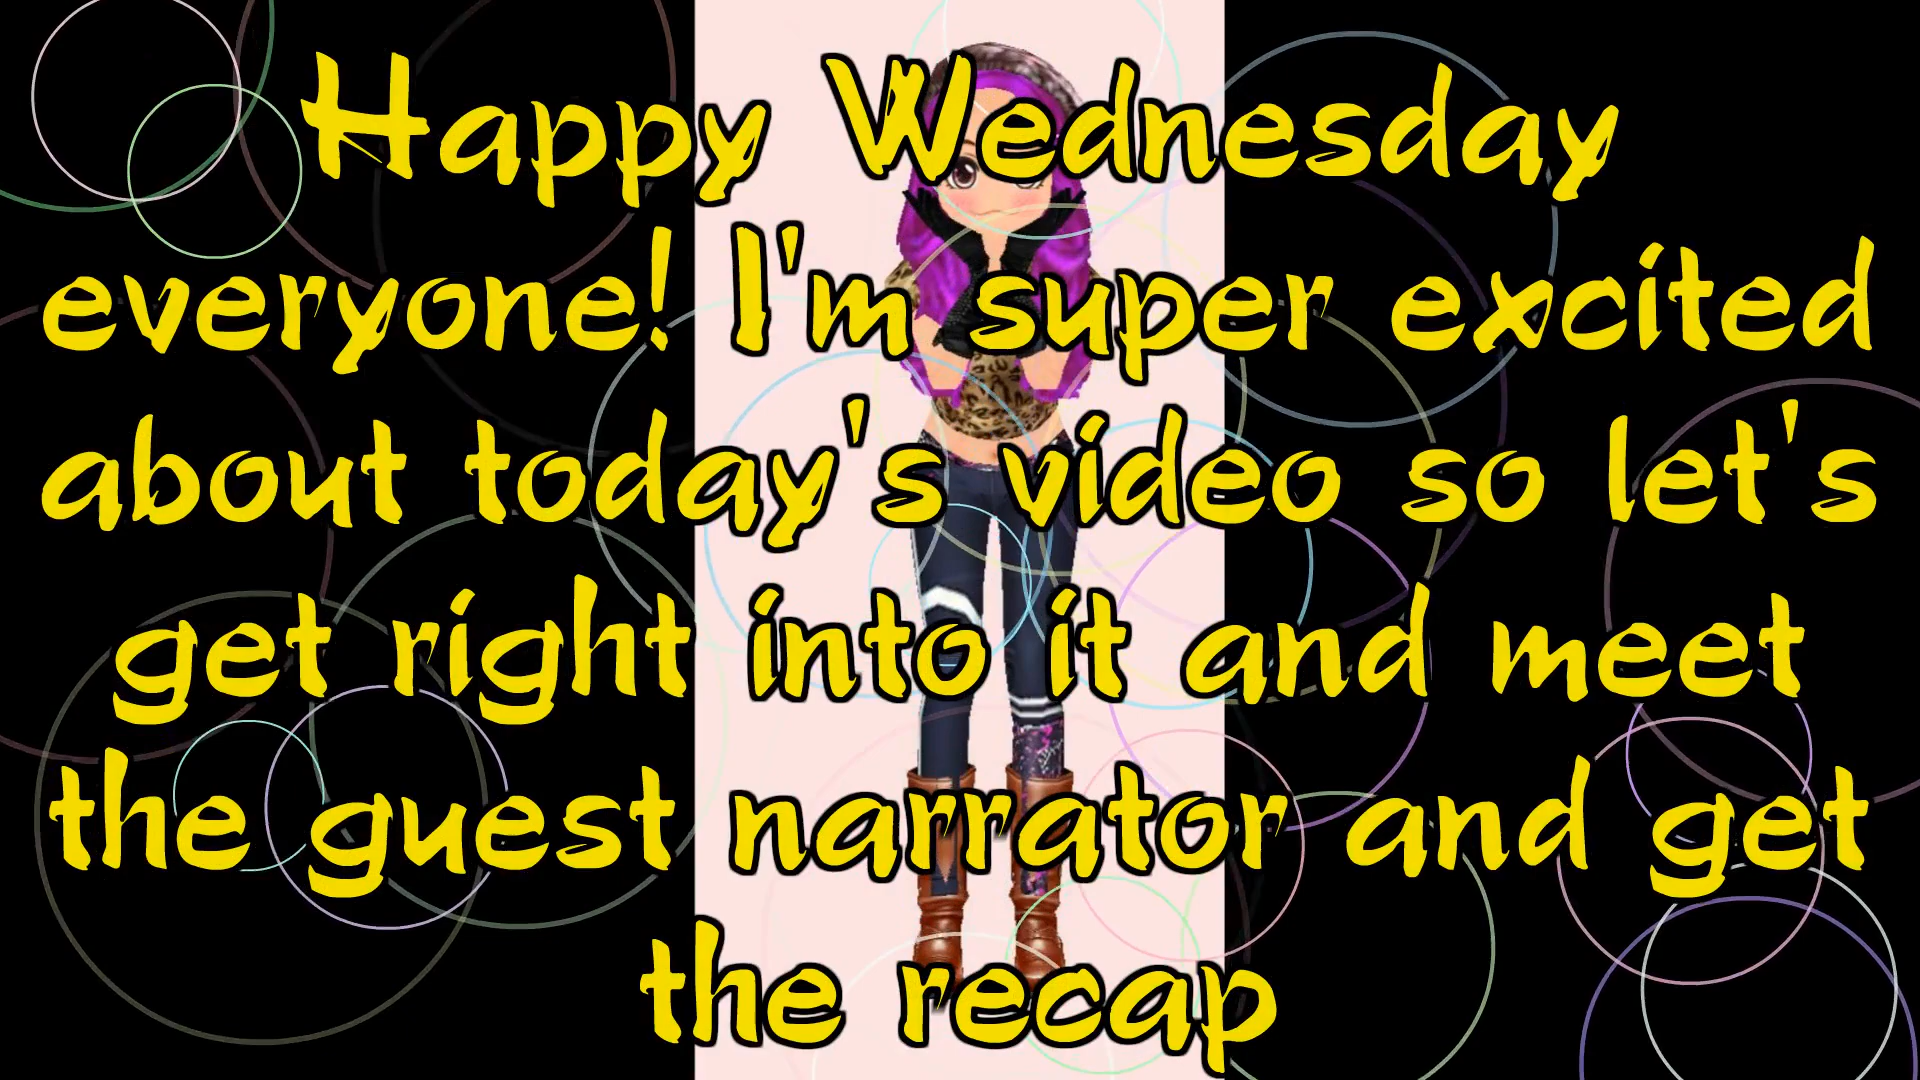 Happy Wednesday
everyone! I'm super excited
about today's video so let's
get right into it and meet
the guest narrator and get
the recap